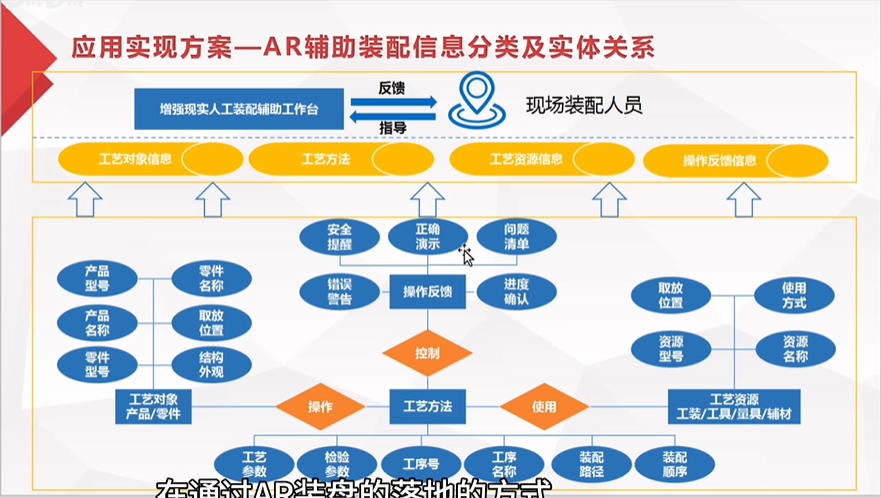 应用实现方案—AR辅助装配信息分类及实体关系
增强现实人工装配辅助工作台
反馈
指导
现场装配人员
工艺对象信息
工艺方法
工艺资源信息
操作反馈信息
安全
提醒
正确
演示
问题
清单
错误
警告
操作反馈
进度
确认
产品
型号
零件
名称
产品
名称
取放
位置
零件
型号
结构
外观
取放
位置
使用
方式
资源
型号
资源
名称
控制
工艺对象
产品/零件
操作
工艺方法
使用
工艺资源
工装/工具/量具/辅材
工艺
参数
检验
参数
工序号
工序
名称
装配
路径
装配
顺序
在通过AR装盘的落地的方式